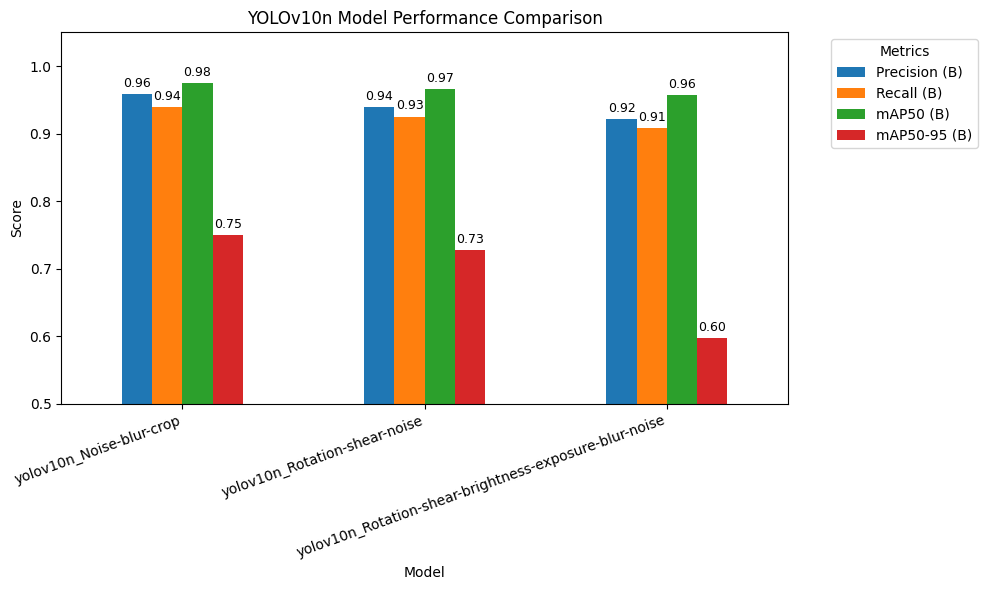 YOLOv10n Model Performance Comparison
Metrics
Precision (B)
Recall (B)
mAP50 (B)
mAP50-95 (B)
Score
1.0
0.9
0.8
0.7
0.6
0.5
0.96
0.94
0.98
0.75
0.94
0.93
0.97
0.73
0.92
0.91
0.96
0.60
yolov10n_Noise-blur-crop
yolov10n_Rotation-shear-noise
yolov10n_Rotation-shear-brightness-exposure-blur-noise
Model